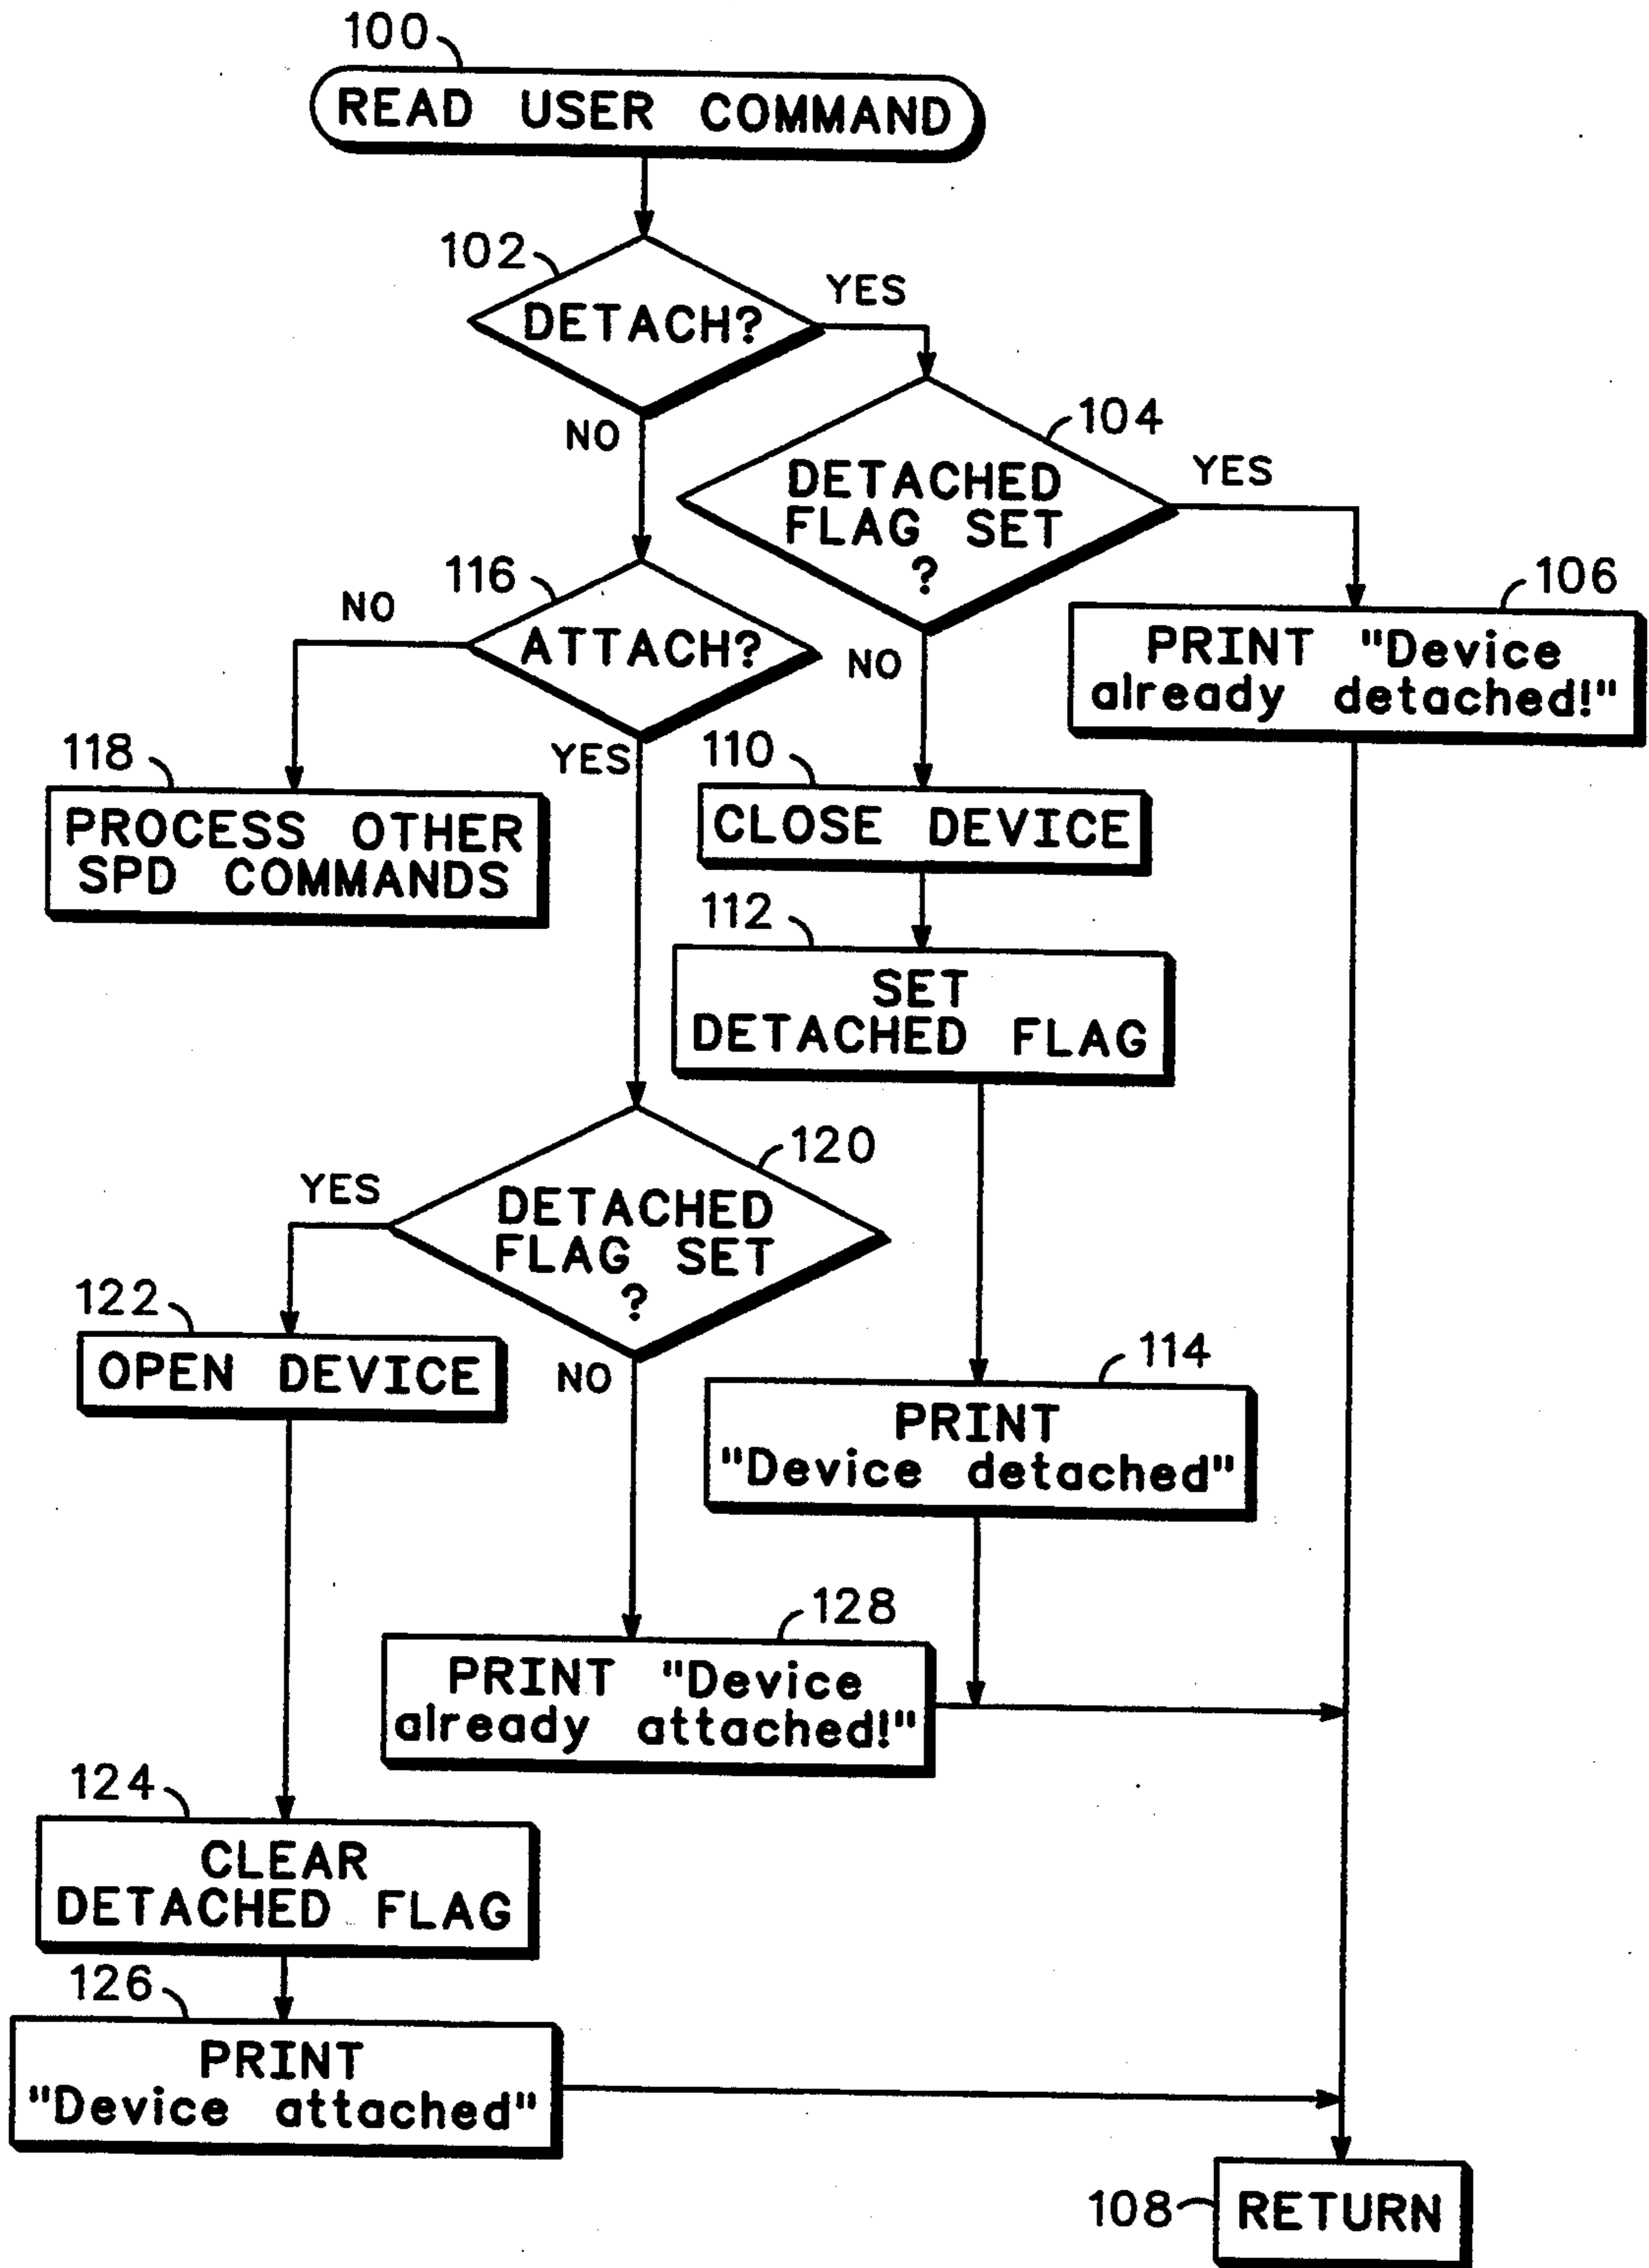 100
READ USER COMMAND
102
DETACH?
YES
NO
104
DETACHED
FLAG SET
?
YES
NO
106
PRINT "Device
already detached!"
116
ATTACH?
NO
YES
118
PROCESS OTHER
SPD COMMANDS
110
CLOSE DEVICE
112
SET
DETACHED FLAG
120
DETACHED
FLAG SET
?
YES
NO
122
OPEN DEVICE
114
PRINT
"Device detached"
128
PRINT "Device
already attached!"
124
CLEAR
DETACHED FLAG
126
PRINT
"Device attached"
108
RETURN